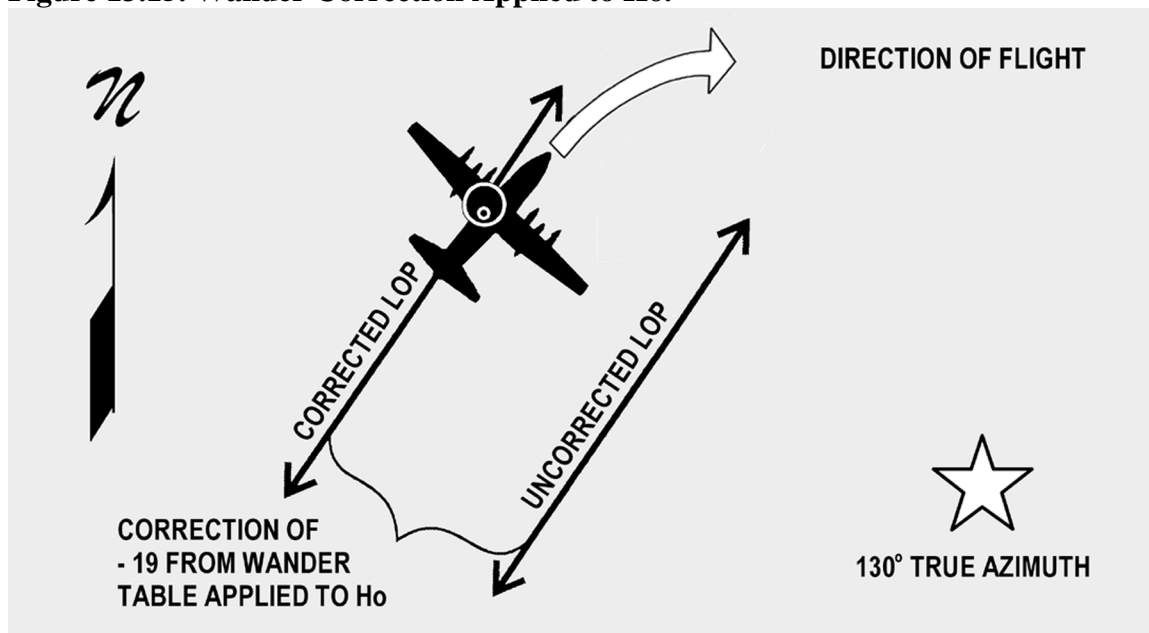 Figure 13.15. Wander Correction Applied to Ho.
n
DIRECTION OF FLIGHT
CORRECTED LOP
UNCORRECTED LOP
CORRECTION OF
- 19 FROM WANDER
TABLE APPLIED TO Ho
130° TRUE AZIMUTH